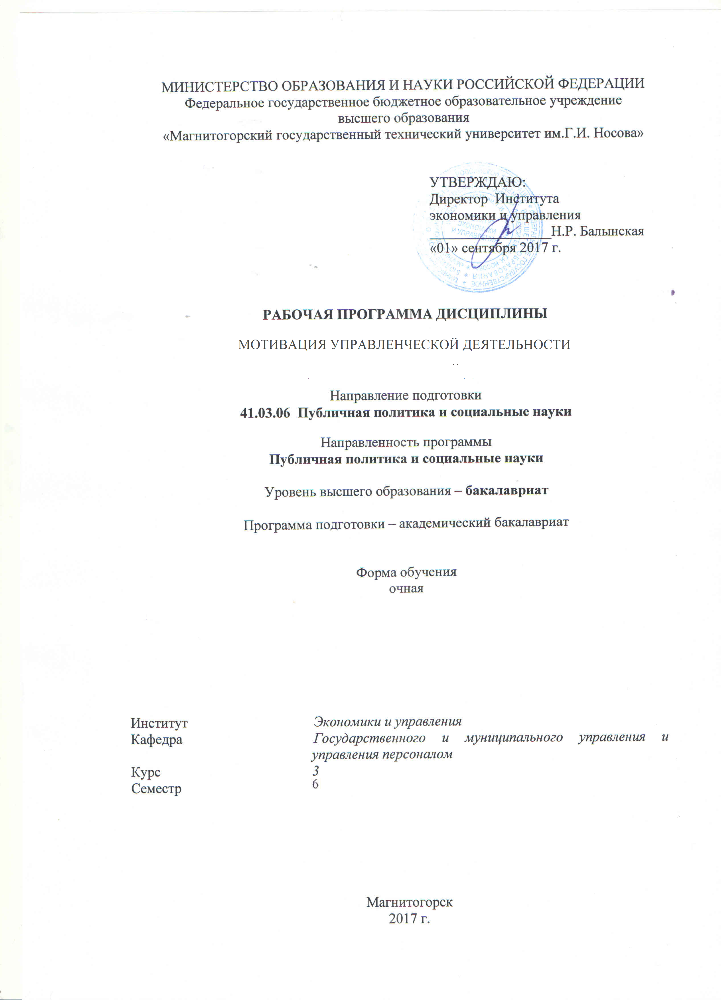 МИНИСТЕРСТВО ОБРАЗОВАНИЯ И НАУКИ РОССИЙСКОЙ ФЕДЕРАЦИИ
Федеральное государственное бюджетное образовательное учреждение
высшего образования
«Магнитогорский государственный технический университет им.Г.И. Носова»
УТВЕРЖДАЮ:
Директор Института
экономики и управления
Н.Р. Балынская
«01» сентября 2017 г.
ЭКОНОМИКИ
И УПРАВЛЕНИЯ
РАБОЧАЯ ПРОГРАММА ДИСЦИПЛИНЫ
МОТИВАЦИЯ УПРАВЛЕНЧЕСКОЙ ДЕЯТЕЛЬНОСТИ
Направление подготовки
41.03.06 Публичная политика и социальные науки
Направленность программы
Публичная политика и социальные науки
Уровень высшего образования – бакалавриат
Программа подготовки – академический бакалавриат
Форма обучения
очная
Институт Экономики и управления
Кафедра Государственного и муниципального управления и
управления персоналом
Курс 3
Семестр 6
Магнитогорск
2017 г.